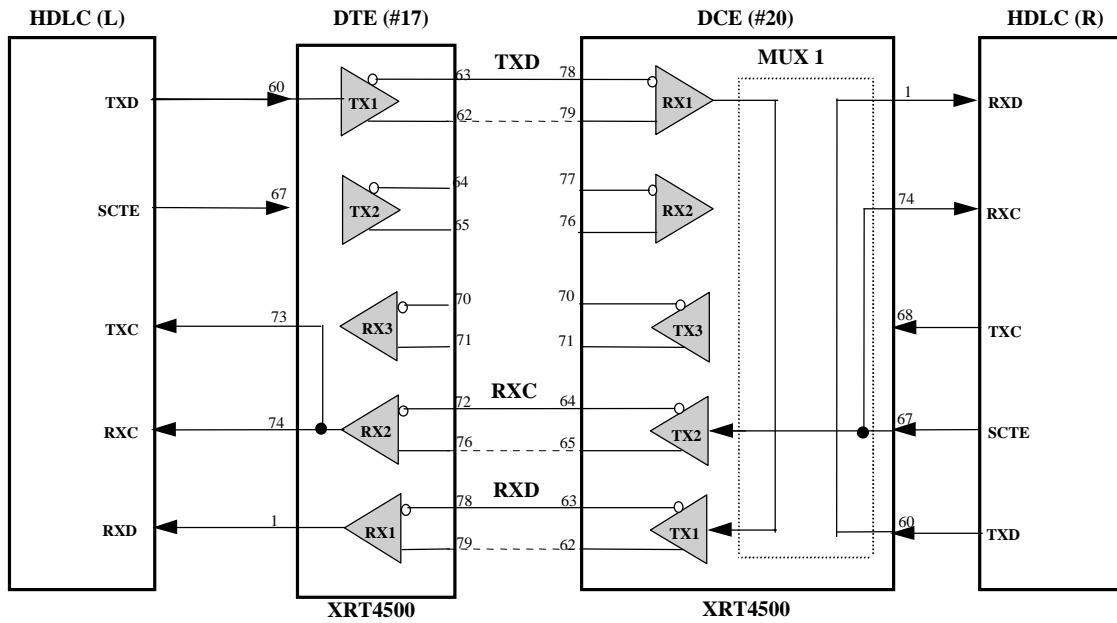 HDLC (L) DTE (#17) DCE (#20) HDLC (R)
TXD MUX 1
63 78
60 1
TXD TX1 RX1 RXD
62 79
64 77
67 74
SCTE TX2 RX2 RXC
65 76
70 70
73 68
TXC RX3 TX3 TXC
71 71
RXC
72 64
74 67
RXC RX2 TX2 SCTE
76 65
RXD
78 63
1 60
RXD RX1 TX1 TXD
79 62
XRT4500 XRT4500